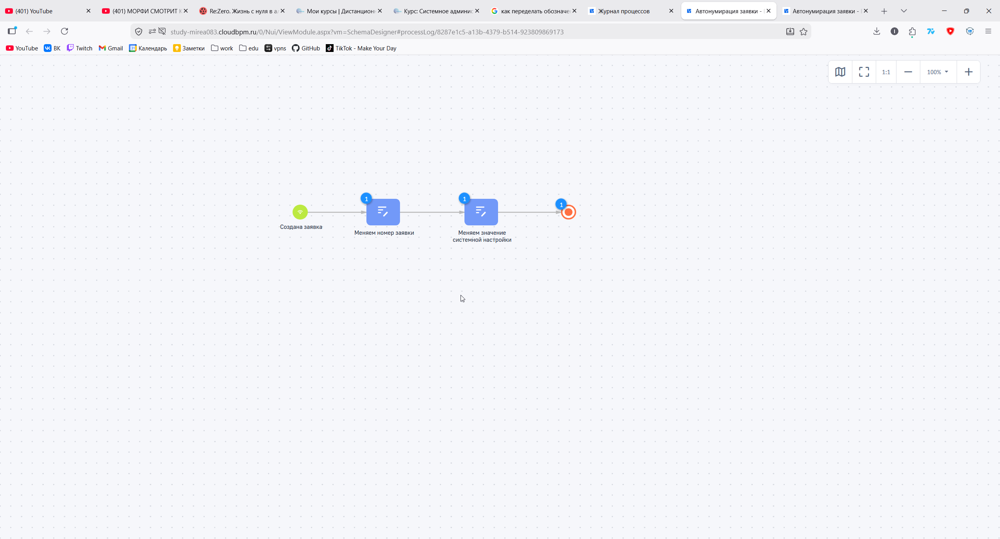 (401) YouTube
(401) МОРФИ СМОТРИТ К
Re:Zero. Жизнь с нуля в ал
Мои курсы | Дистанцион
Курс: Системное админис
как переделать обозначе
Журнал процессов
Автонумирация заявки -
Автонумирация заявки -
study-mirea083.cloudbpm.ru/0/Nui/ViewModule.aspx?vm=SchemaDesigner#processLog/8287e1c5-a13b-4379-b514-923809869173
YouTube
ВК
Twitch
Gmail
31
Календарь
Заметки
work
edu
vpns
GitHub
TikTok - Make Your Day
1:1
100%
1
1
1
Создана заявка
Меняем номер заявки
Меняем значение
системной настройки